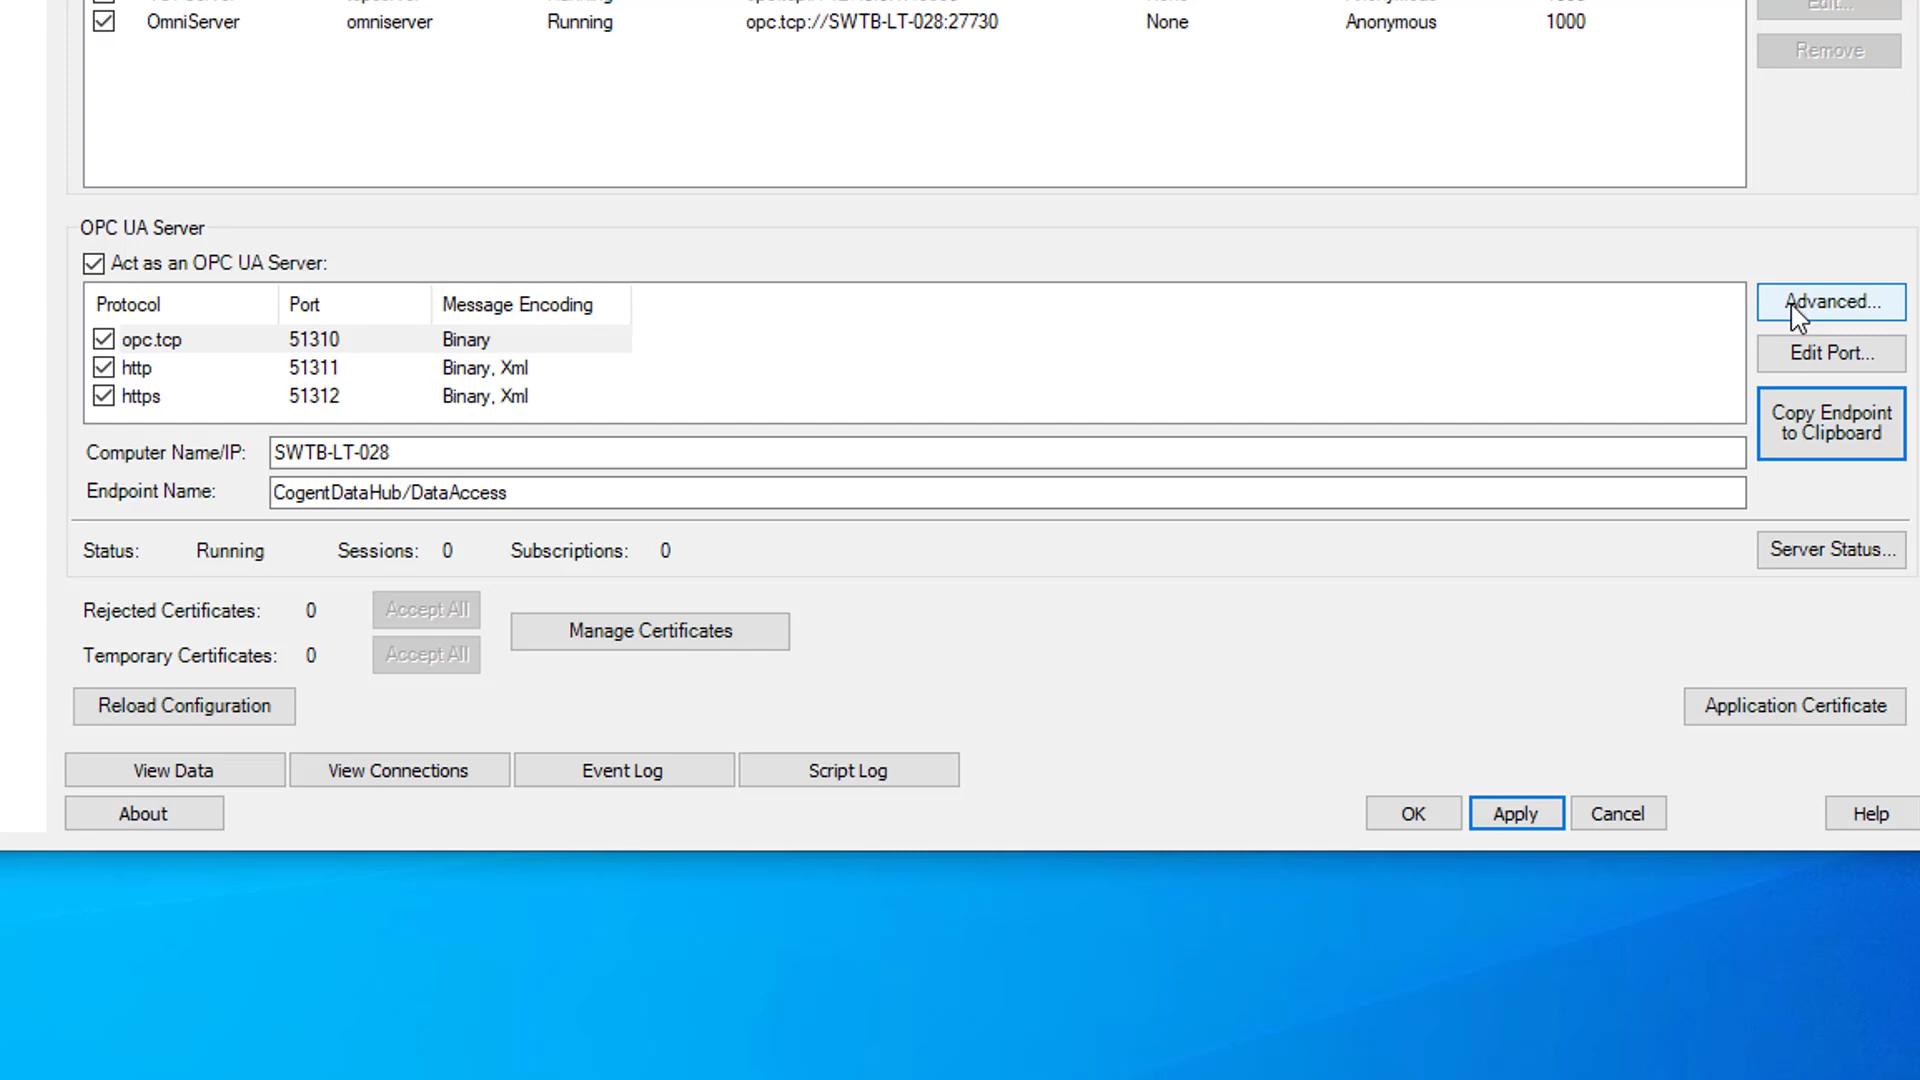 OmniServer omniserver Running opc.tcp://SWTB-LT-028:27730 None Anonymous 1000
Edit...
Remove
OPC UA Server
Act as an OPC UA Server:
Protocol Port Message Encoding
Advanced...
opc.tcp 51310 Binary
Edit Port...
http 51311 Binary, Xml
https 51312 Binary, Xml
Copy Endpoint
to Clipboard
Computer Name/IP: SWTB-LT-028
Endpoint Name: CogentDataHub/DataAccess
Status: Running Sessions: 0 Subscriptions: 0 Server Status...
Rejected Certificates: 0 Accept All
Manage Certificates
Temporary Certificates: 0 Accept All
Reload Configuration Application Certificate
View Data View Connections Event Log Script Log
About OK Apply Cancel Help